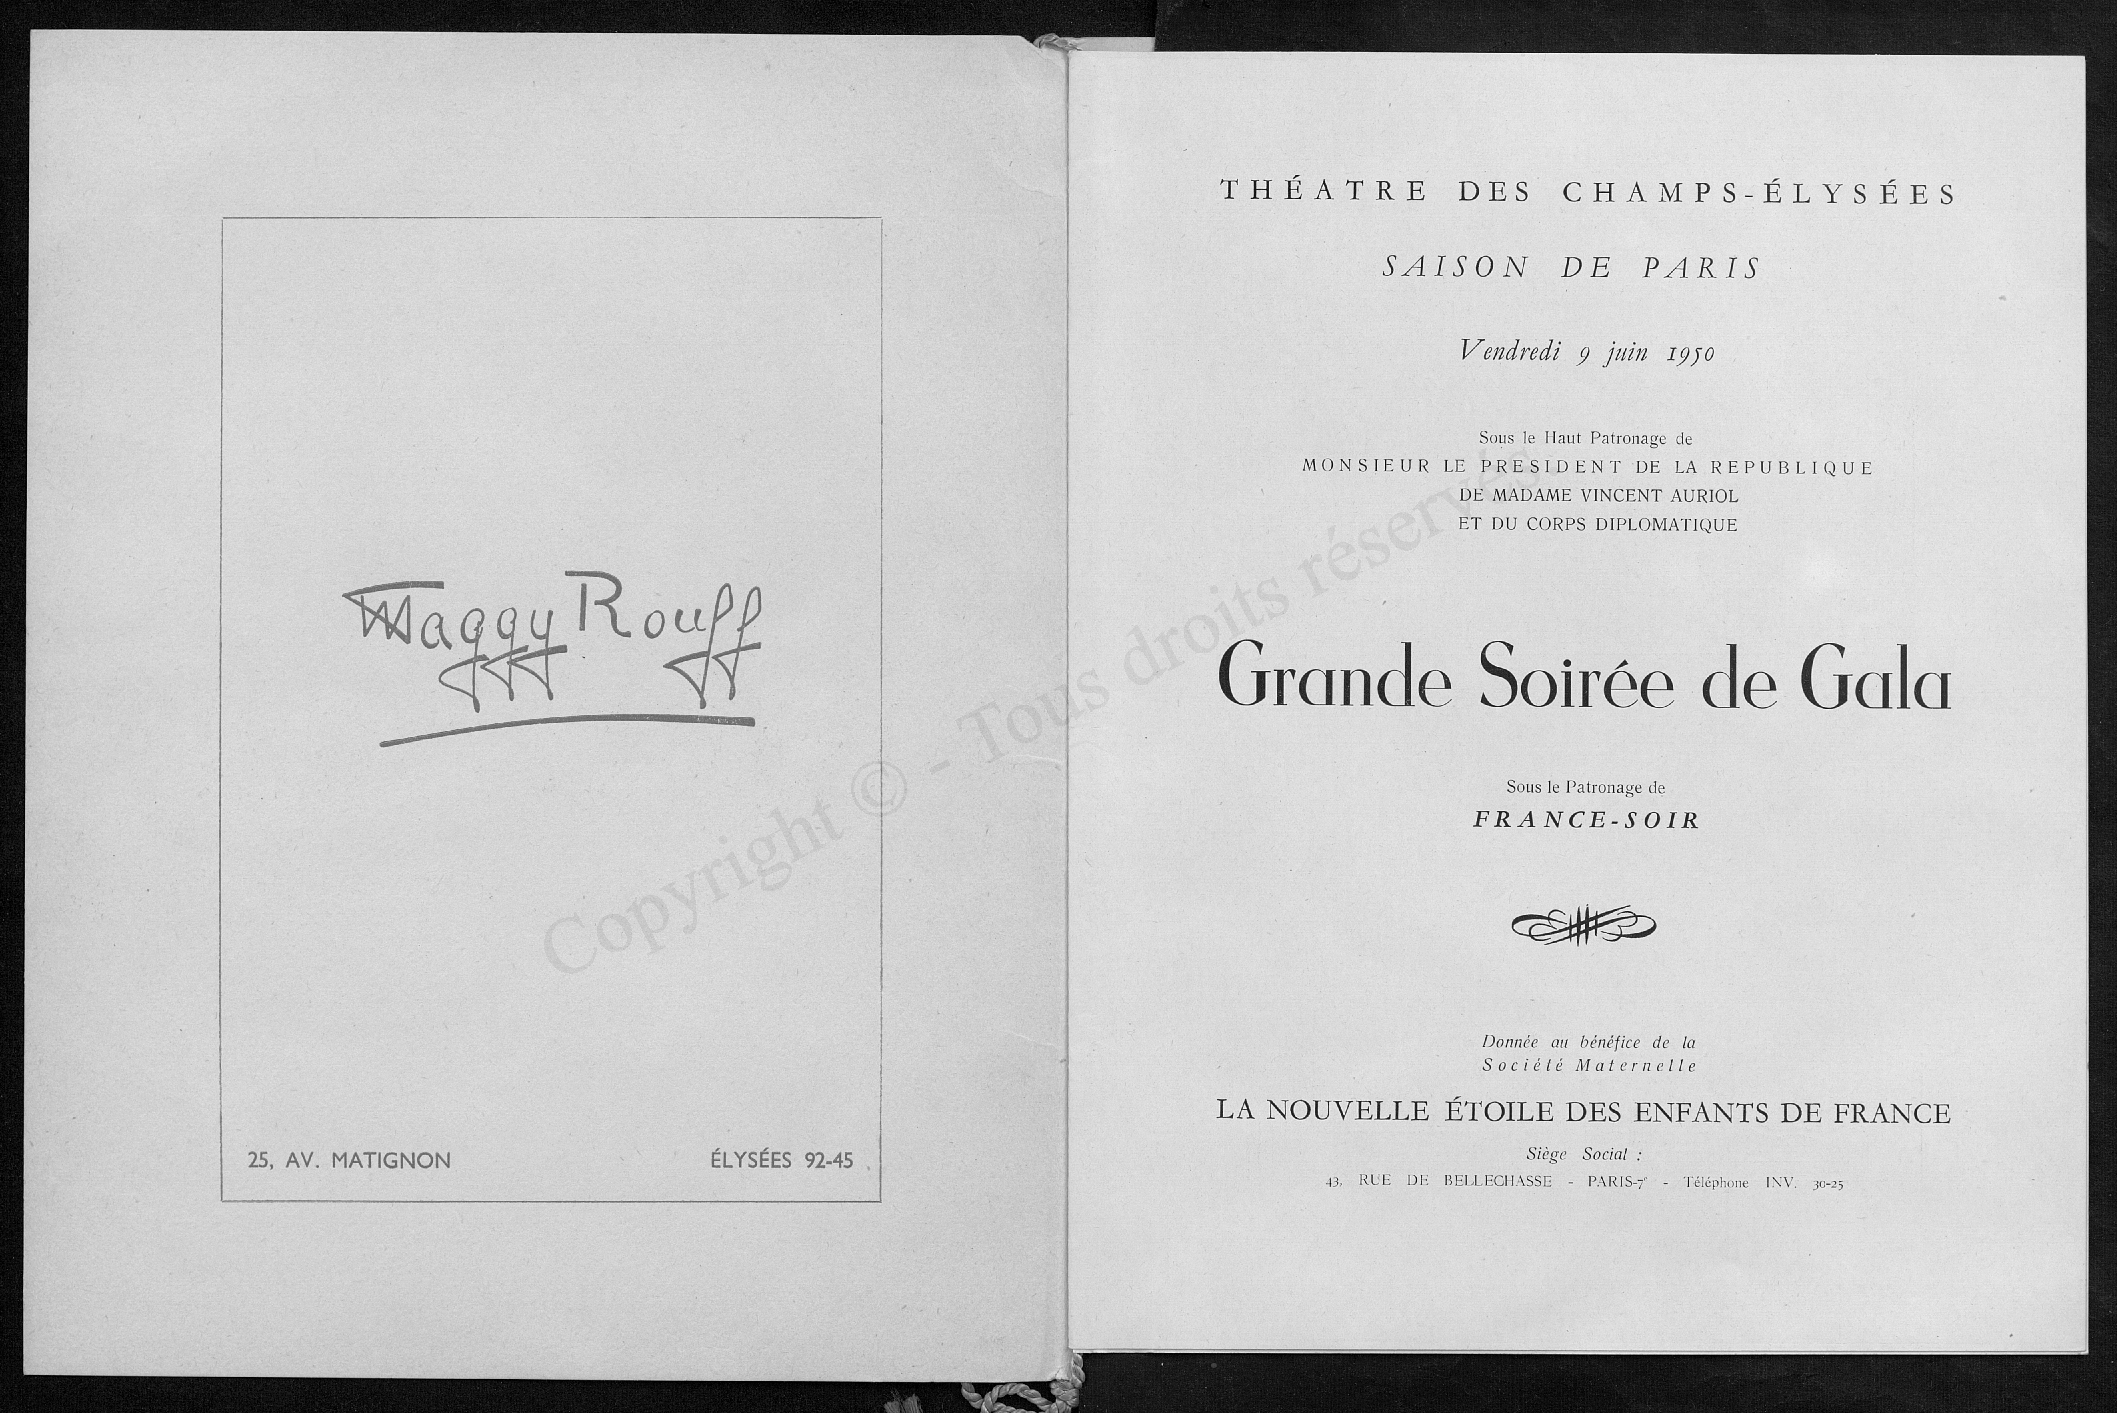 Maggy Rouff
25, AV. MATIGNON
ÉLYSÉES 92-45
THÉATRE DES CHAMPS-ÉLYSÉES
SAISON DE PARIS
Vendredi 9 juin 1950
Sous le Haut Patronage de
MONSIEUR LE PRESIDENT DE LA REPUBLIQUE
DE MADAME VINCENT AURIOL
ET DU CORPS DIPLOMATIQUE
Grande Soirée de Gala
Sous le Patronage de
FRANCE-SOIR
Donnée au bénéfice de la
Société Maternelle
LA NOUVELLE ÉTOILE DES ENFANTS DE FRANCE
Siège Social :
43, RUE DE BELLECHASSE - PARIS-7e - Téléphone INV. 30-25
Copyright © - Tous droits réservés